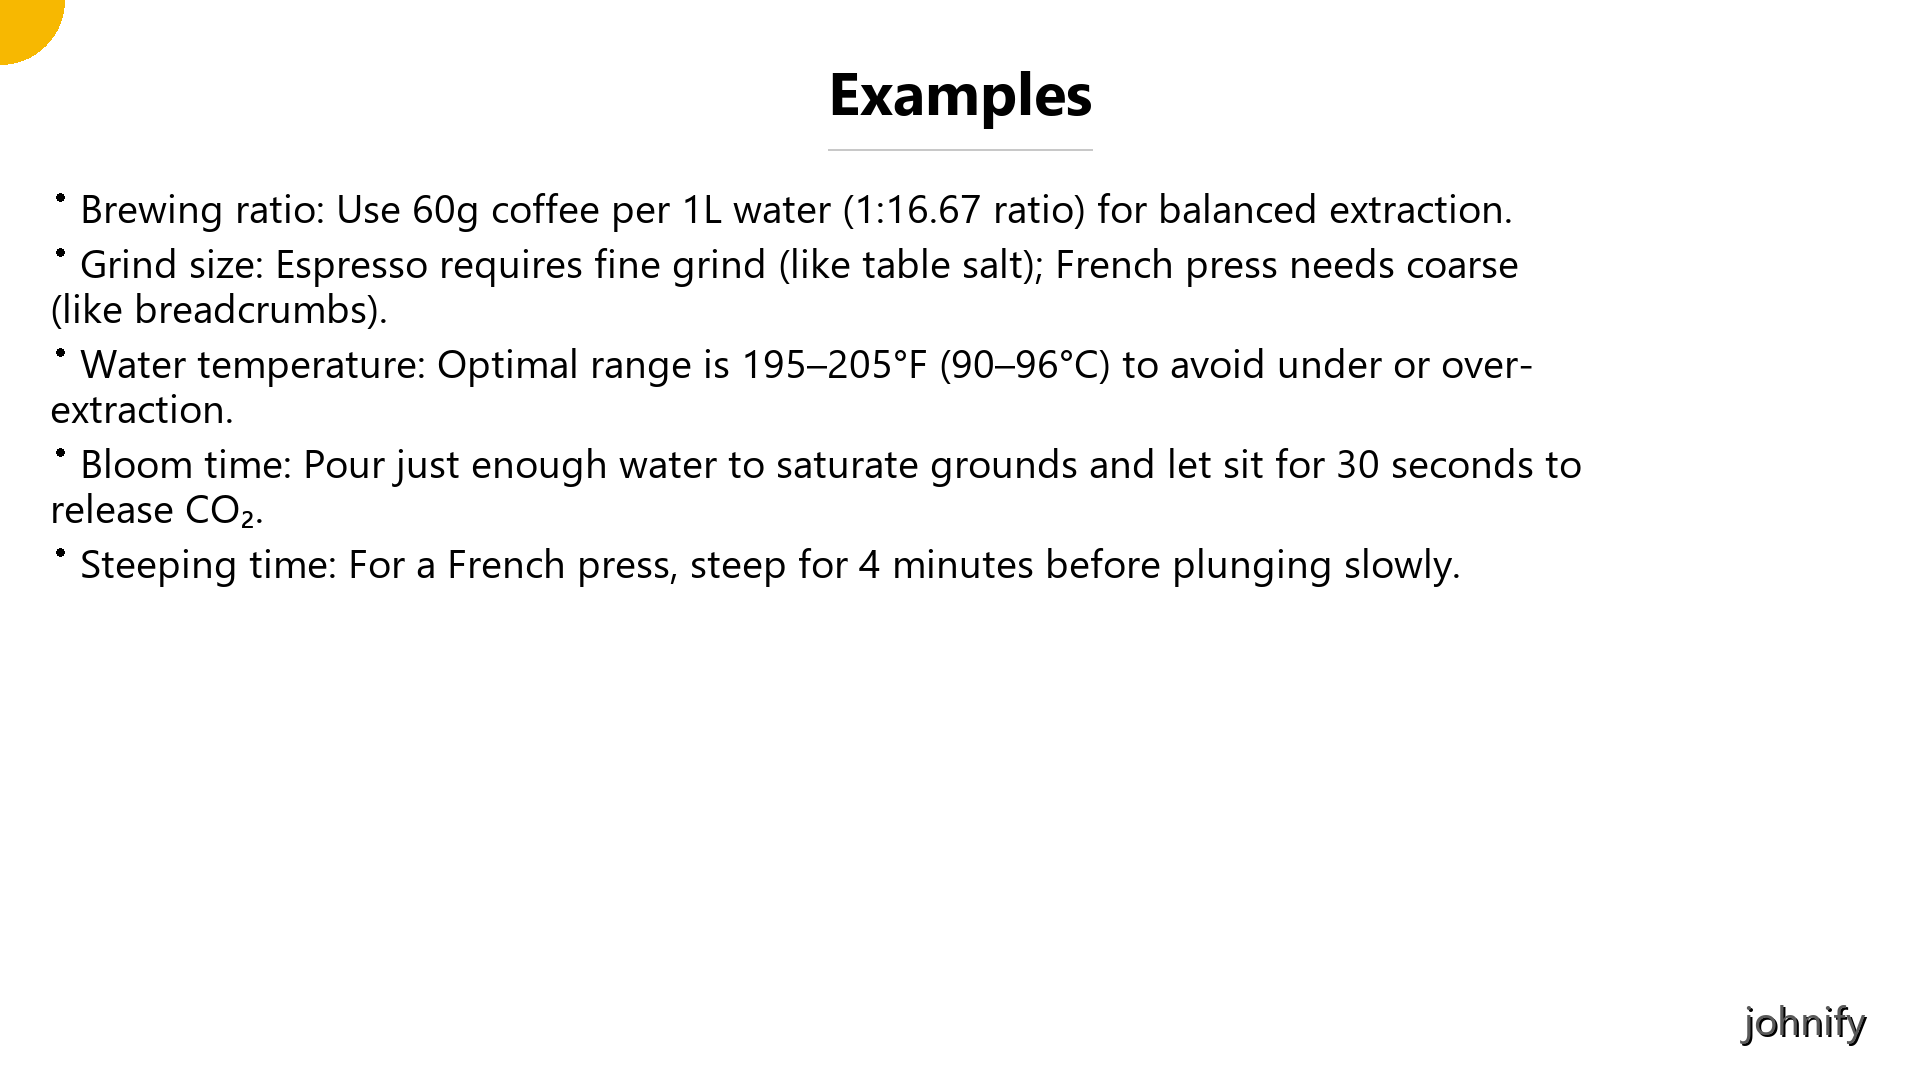 Examples
• Brewing ratio: Use 60g coffee per 1L water (1:16.67 ratio) for balanced extraction.
• Grind size: Espresso requires fine grind (like table salt); French press needs coarse
(like breadcrumbs).
• Water temperature: Optimal range is 195–205°F (90–96°C) to avoid under or over-
extraction.
• Bloom time: Pour just enough water to saturate grounds and let sit for 30 seconds to
release CO₂.
• Steeping time: For a French press, steep for 4 minutes before plunging slowly.
johnify